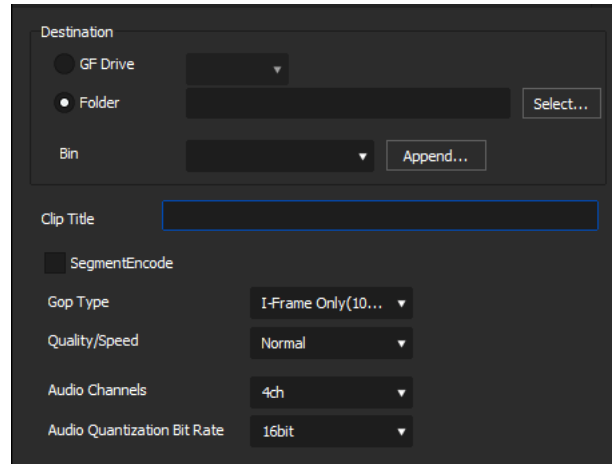 Destination
GF Drive
Folder
Select...
Bin
Append...
Clip Title
SegmentEncode
Gop Type
I-Frame Only(10...
Quality/Speed
Normal
Audio Channels
4ch
Audio Quantization Bit Rate
16bit